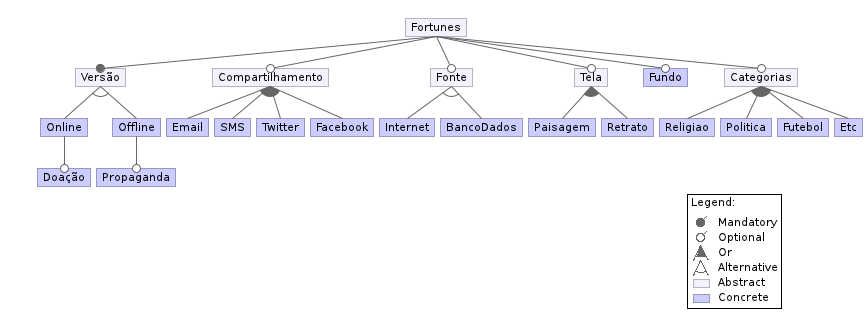 Fortunes
Versão Compartilhamento Fonte Tela Fundo Categorias
Online Offline Email SMS Twitter Facebook Internet BancoDados Paisagem Retrato Religiao Politica Futebol Etc
Doação Propaganda
Legend:
Mandatory
Optional
Or
Alternative
Abstract
Concrete